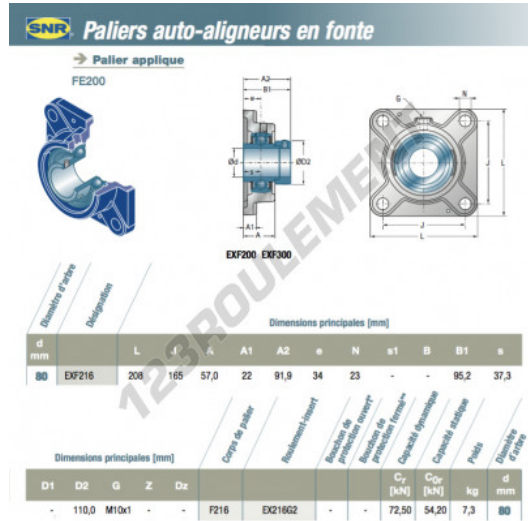 SNR Paliers auto-aligneurs en fonte
Palier applique
FE200
A2
B1
e
s
Ød
ØD2
A1
A
G
N
J
L
J
L
EXF200 EXF300
123ROULEMENT
Diamètre d'arbre
Désignation
Dimensions principales [mm]
d mm L J A A1 A2 e N s1 B B1 s
80 EXF216 208 165 57,0 22 91,9 34 23 - - 95,2 37,3
Dimensions principales [mm]
Corps de palier
Roulement-insert
Bouchon de protection ouvert*
Bouchon de protection fermé**
Capacité dynamique
Capacité statique
Poids
Diamètre d'arbre
D1 D2 G Z Dz Cr [kN] C0r [kN] kg d mm
- 110,0 M10x1 - - F216 EX216G2 - - 72,50 54,20 7,3 80